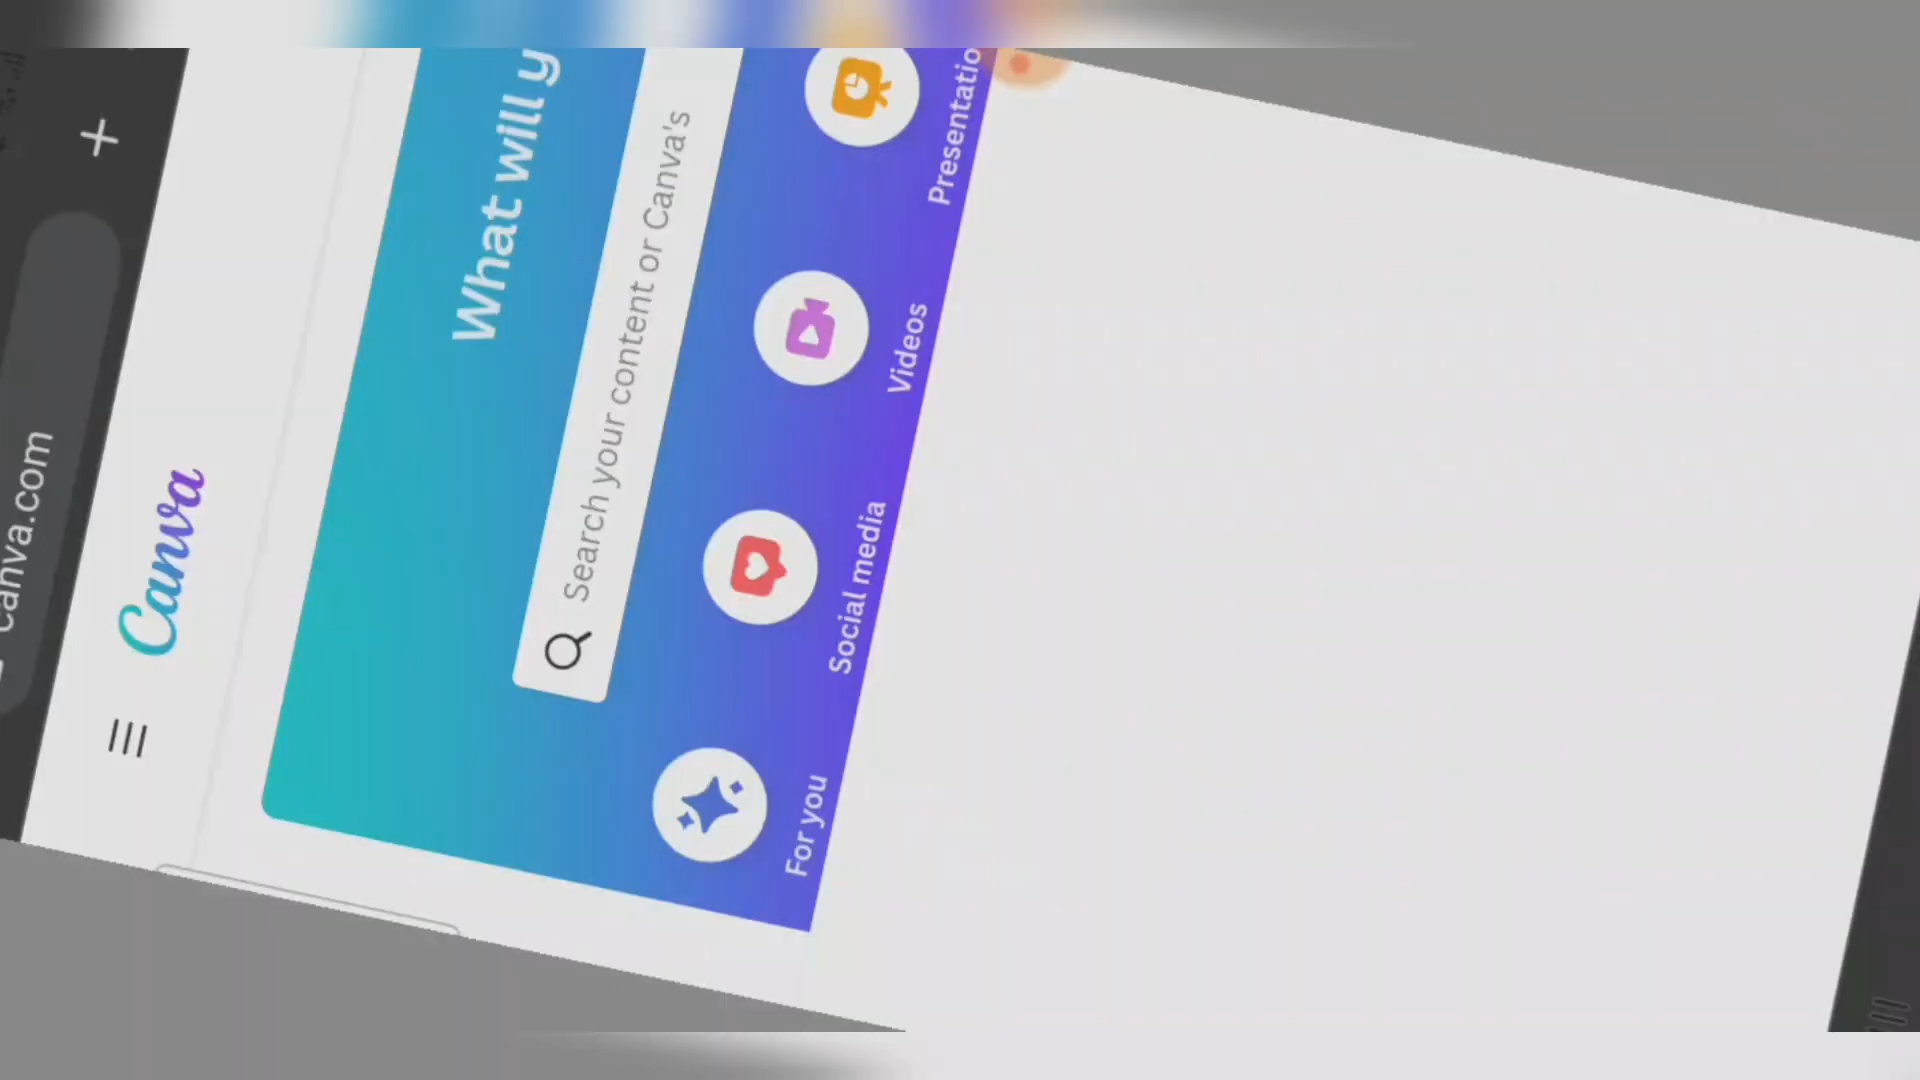 canva.com
Canva
What will y
Search your content or Canva's
For you
Social media
Videos
Presentatio